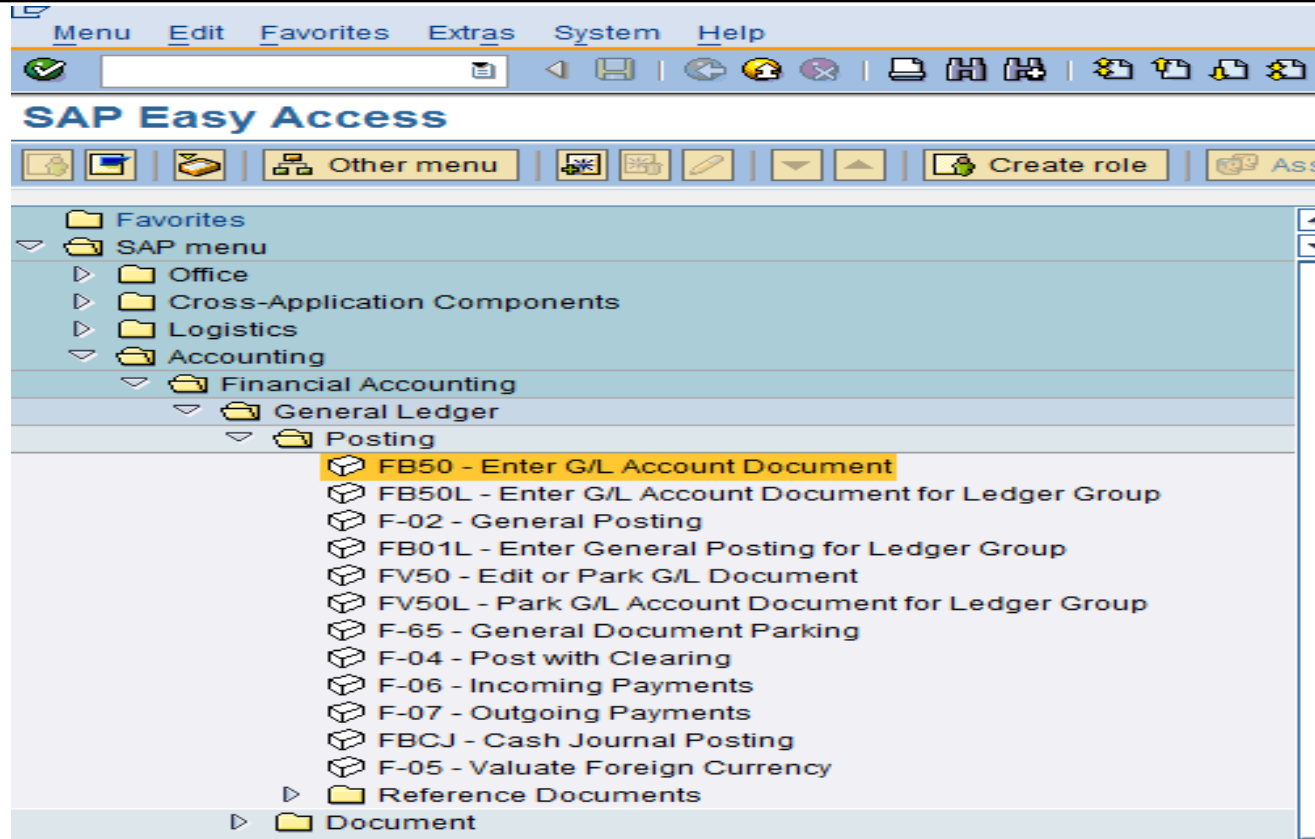 Menu Edit Favorites Extras System Help
SAP Easy Access
Other menu Create role Ass
Favorites
SAP menu
Office
Cross-Application Components
Logistics
Accounting
Financial Accounting
General Ledger
Posting
FB50 - Enter G/L Account Document
FB50L - Enter G/L Account Document for Ledger Group
F-02 - General Posting
FB01L - Enter General Posting for Ledger Group
FV50 - Edit or Park G/L Document
FV50L - Park G/L Account Document for Ledger Group
F-65 - General Document Parking
F-04 - Post with Clearing
F-06 - Incoming Payments
F-07 - Outgoing Payments
FBCJ - Cash Journal Posting
F-05 - Valuate Foreign Currency
Reference Documents
Document